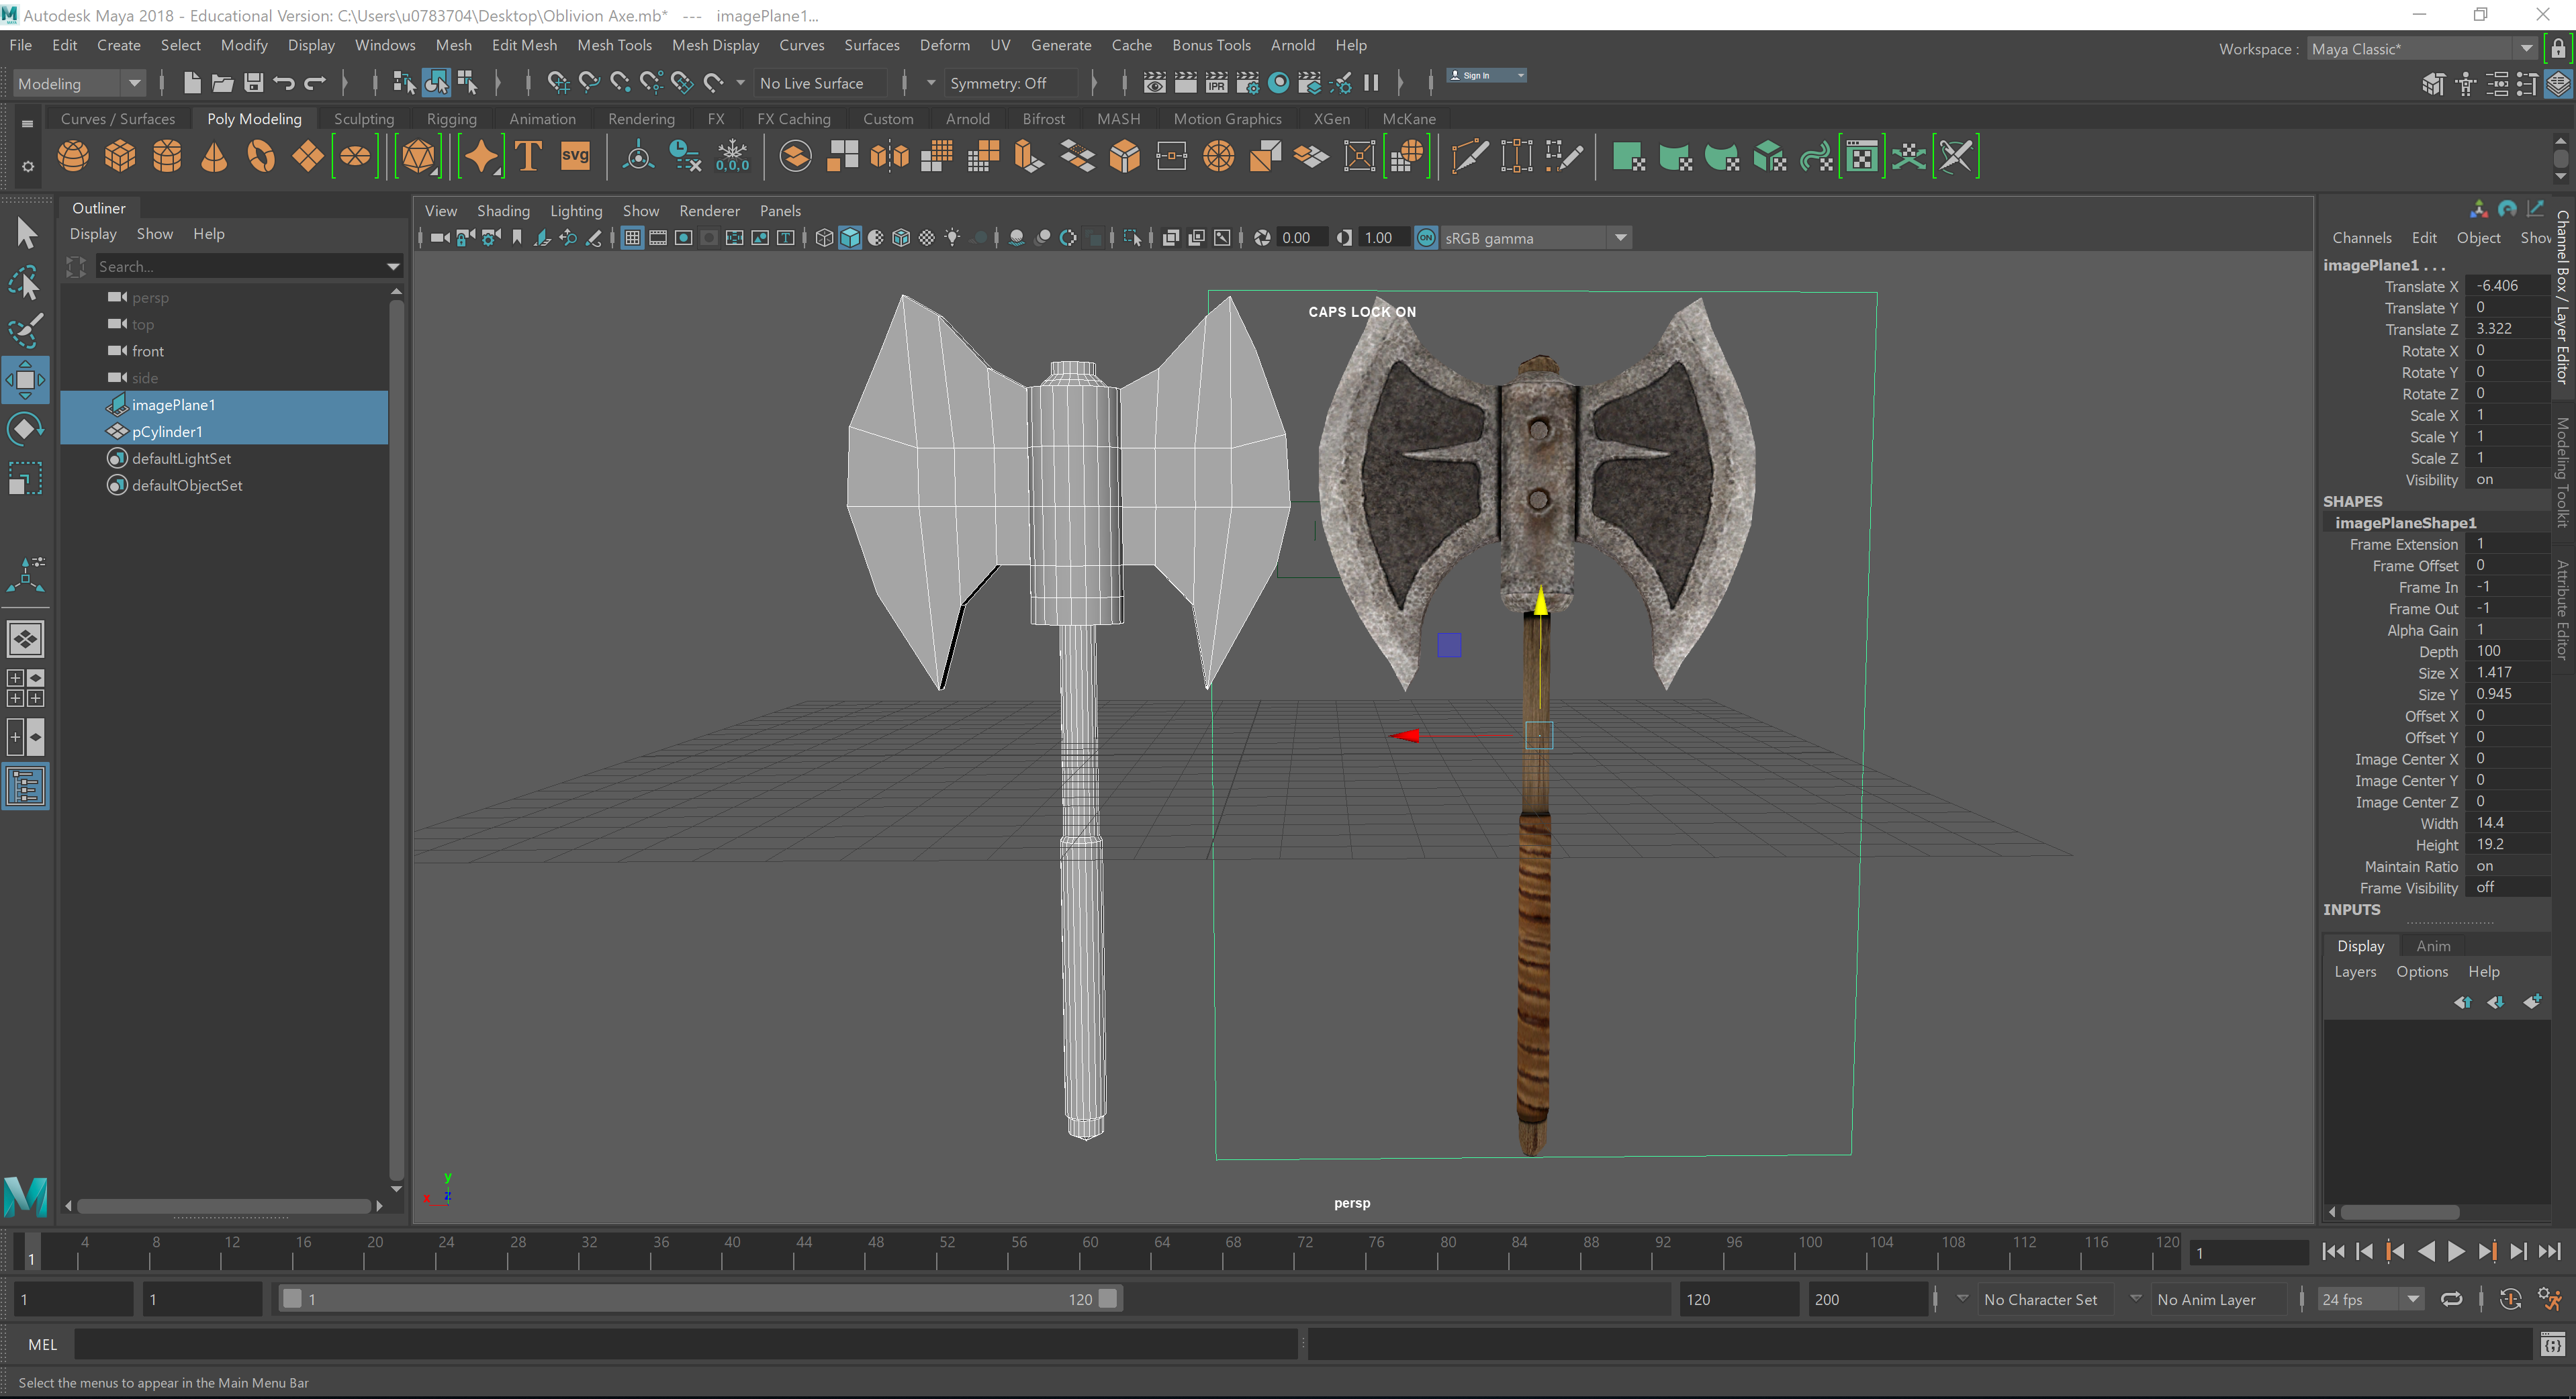 Autodesk Maya 2018 - Educational Version: C:\Users\u0783704\Desktop\Oblivion Axe.mb* --- imagePlane1...
File Edit Create Select Modify Display Windows Mesh Edit Mesh Mesh Tools Mesh Display Curves Surfaces Deform UV Generate Cache Bonus Tools Arnold Help
Workspace : Maya Classic*
Modeling
No Live Surface
Symmetry: Off
IPR
Sign In
Curves / Surfaces Poly Modeling Sculpting Rigging Animation Rendering FX FX Caching Custom Arnold Bifrost MASH Motion Graphics XGen McKane
T
svg
0,0,0
Outliner
Display Show Help
Search...
persp
top
front
side
imagePlane1
pCylinder1
defaultLightSet
defaultObjectSet
View Shading Lighting Show Renderer Panels
0.00
1.00
ON
sRGB gamma
CAPS LOCK ON
y
x z
persp
Channels Edit Object Show
imagePlane1 . . .
Translate X -6.406
Translate Y 0
Translate Z 3.322
Rotate X 0
Rotate Y 0
Rotate Z 0
Scale X 1
Scale Y 1
Scale Z 1
Visibility on
SHAPES
imagePlaneShape1
Frame Extension 1
Frame Offset 0
Frame In -1
Frame Out -1
Alpha Gain 1
Depth 100
Size X 1.417
Size Y 0.945
Offset X 0
Offset Y 0
Image Center X 0
Image Center Y 0
Image Center Z 0
Width 14.4
Height 19.2
Maintain Ratio on
Frame Visibility off
INPUTS
Display Anim
Layers Options Help
Channel Box / Layer Editor
Modeling Toolkit
Attribute Editor
1 4 8 12 16 20 24 28 32 36 40 44 48 52 56 60 64 68 72 76 80 84 88 92 96 100 104 108 112 116 120
1
1
1
1
120
120
200
No Character Set
No Anim Layer
24 fps
MEL
Select the menus to appear in the Main Menu Bar